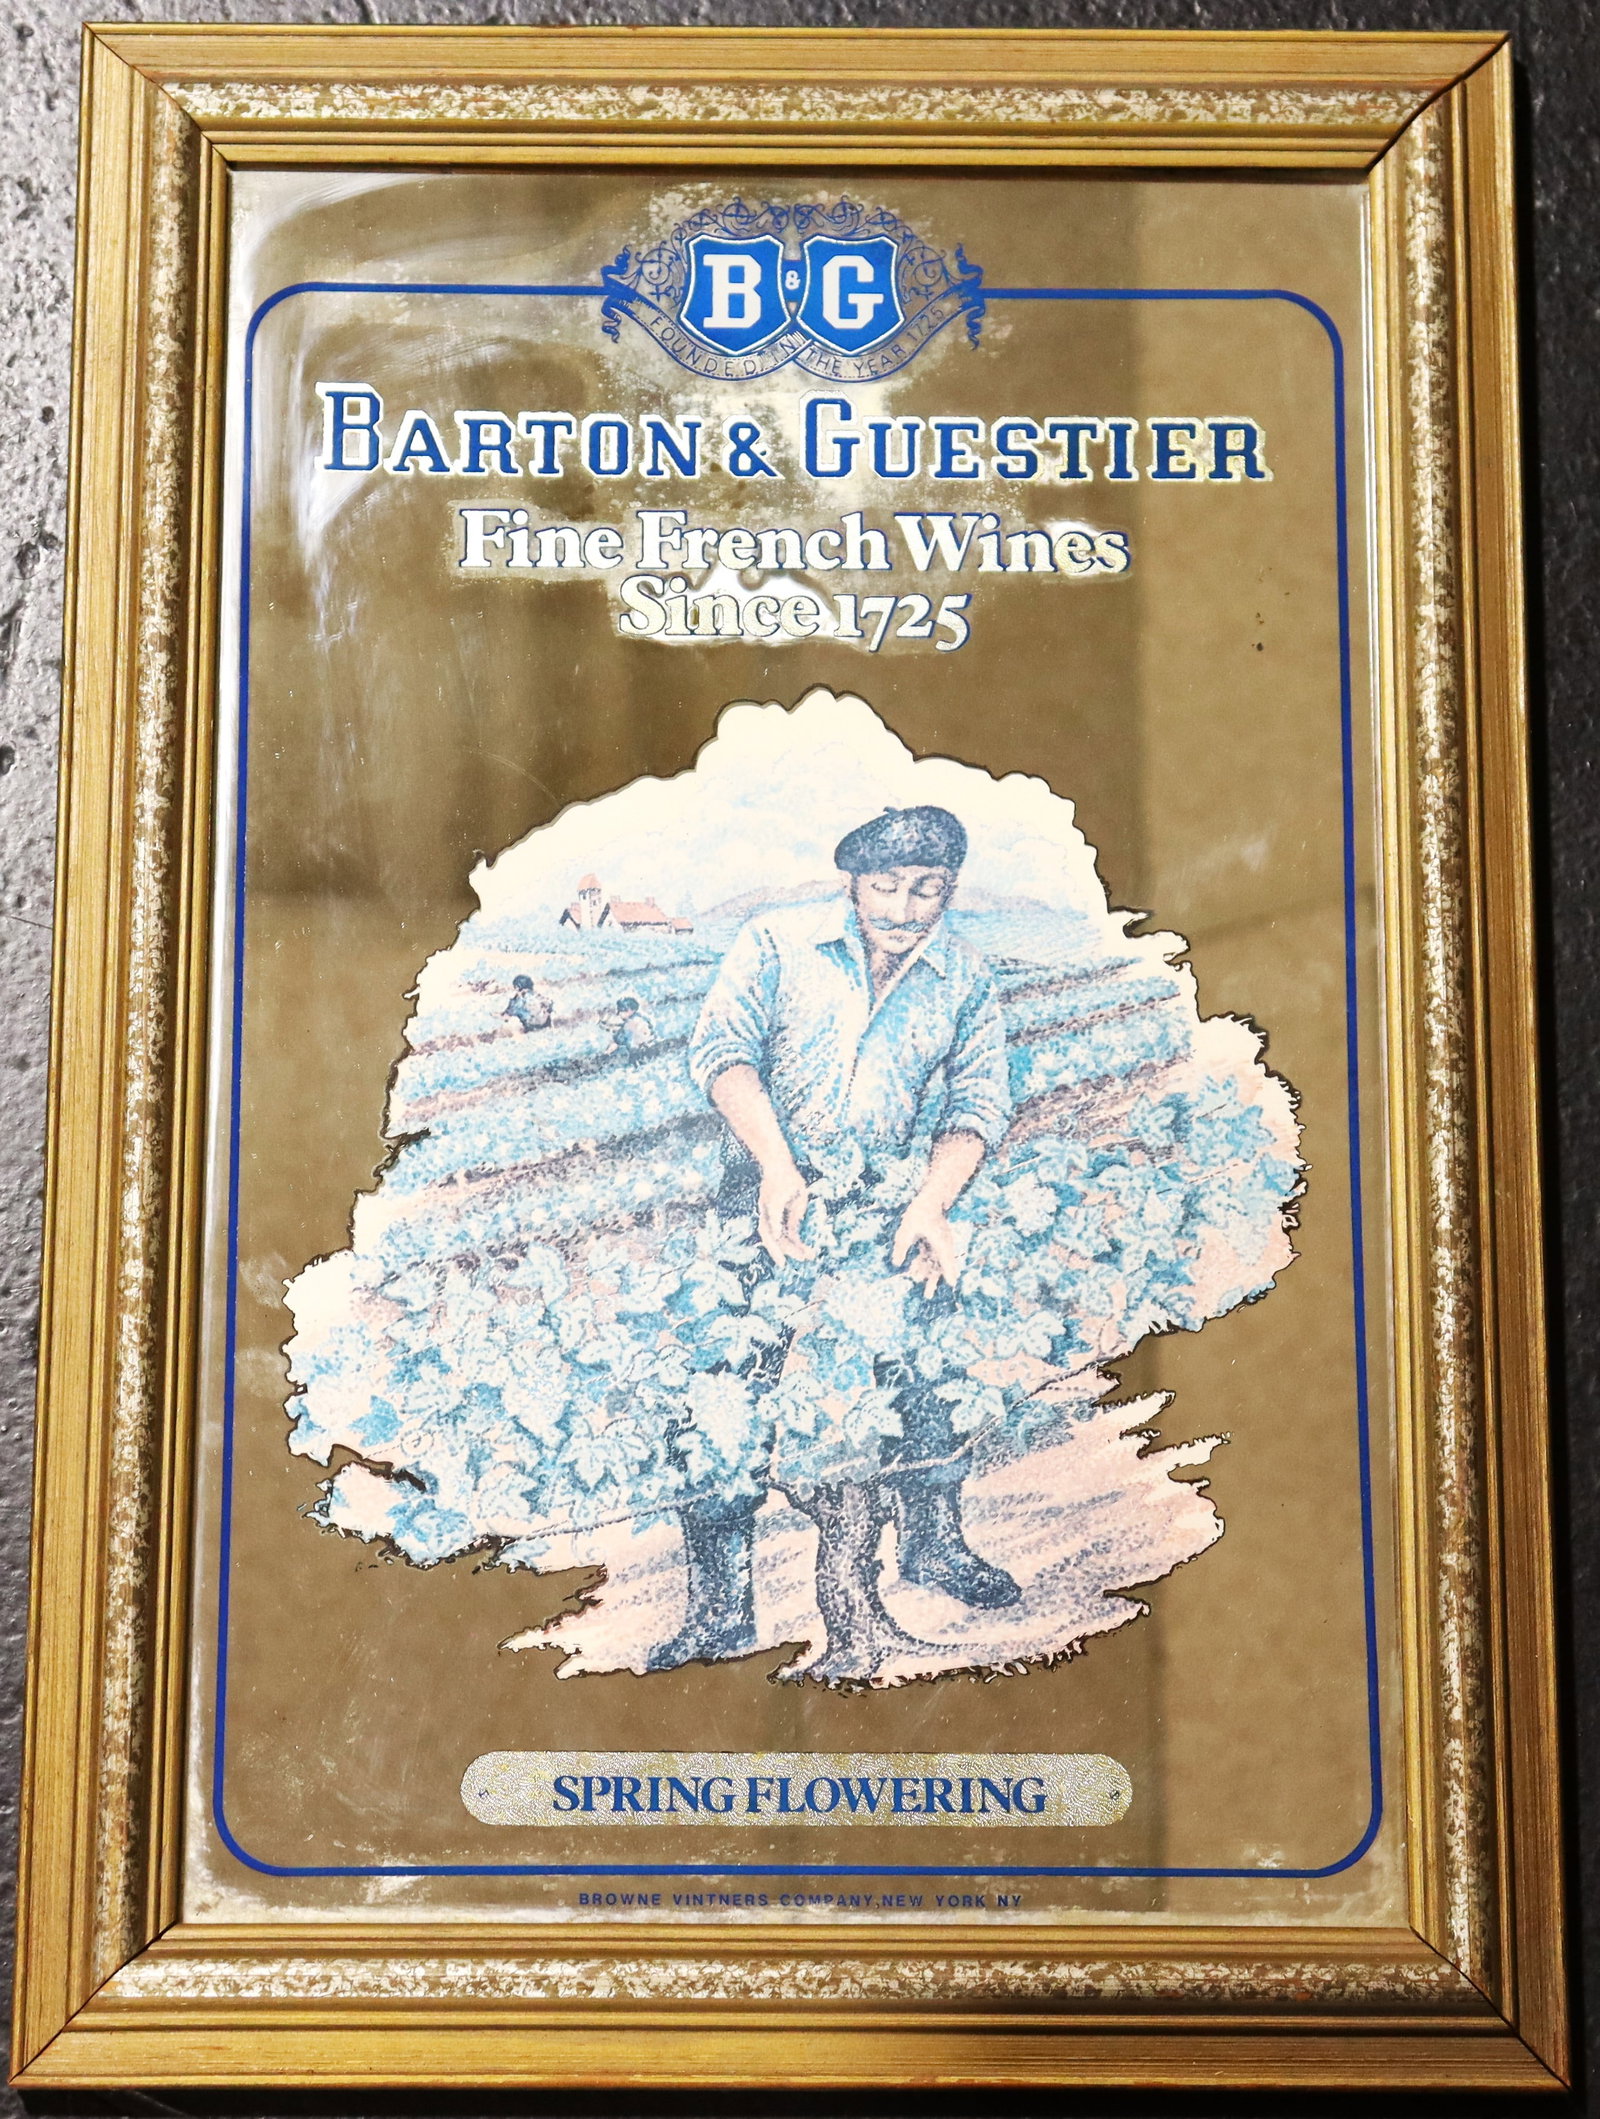 B & G
FOUNDED IN THE YEAR 1725
BARTON & GUESTIER
Fine French Wines
Since 1725
SPRING FLOWERING
BROWNE VINTNERS COMPANY, NEW YORK NY